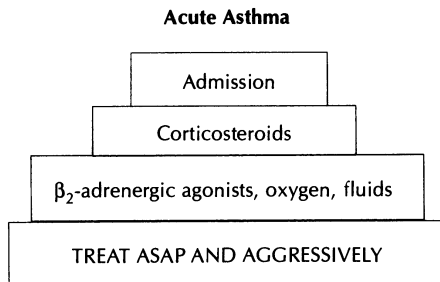 Acute Asthma
Admission
Corticosteroids
β₂-adrenergic agonists, oxygen, fluids
TREAT ASAP AND AGGRESSIVELY